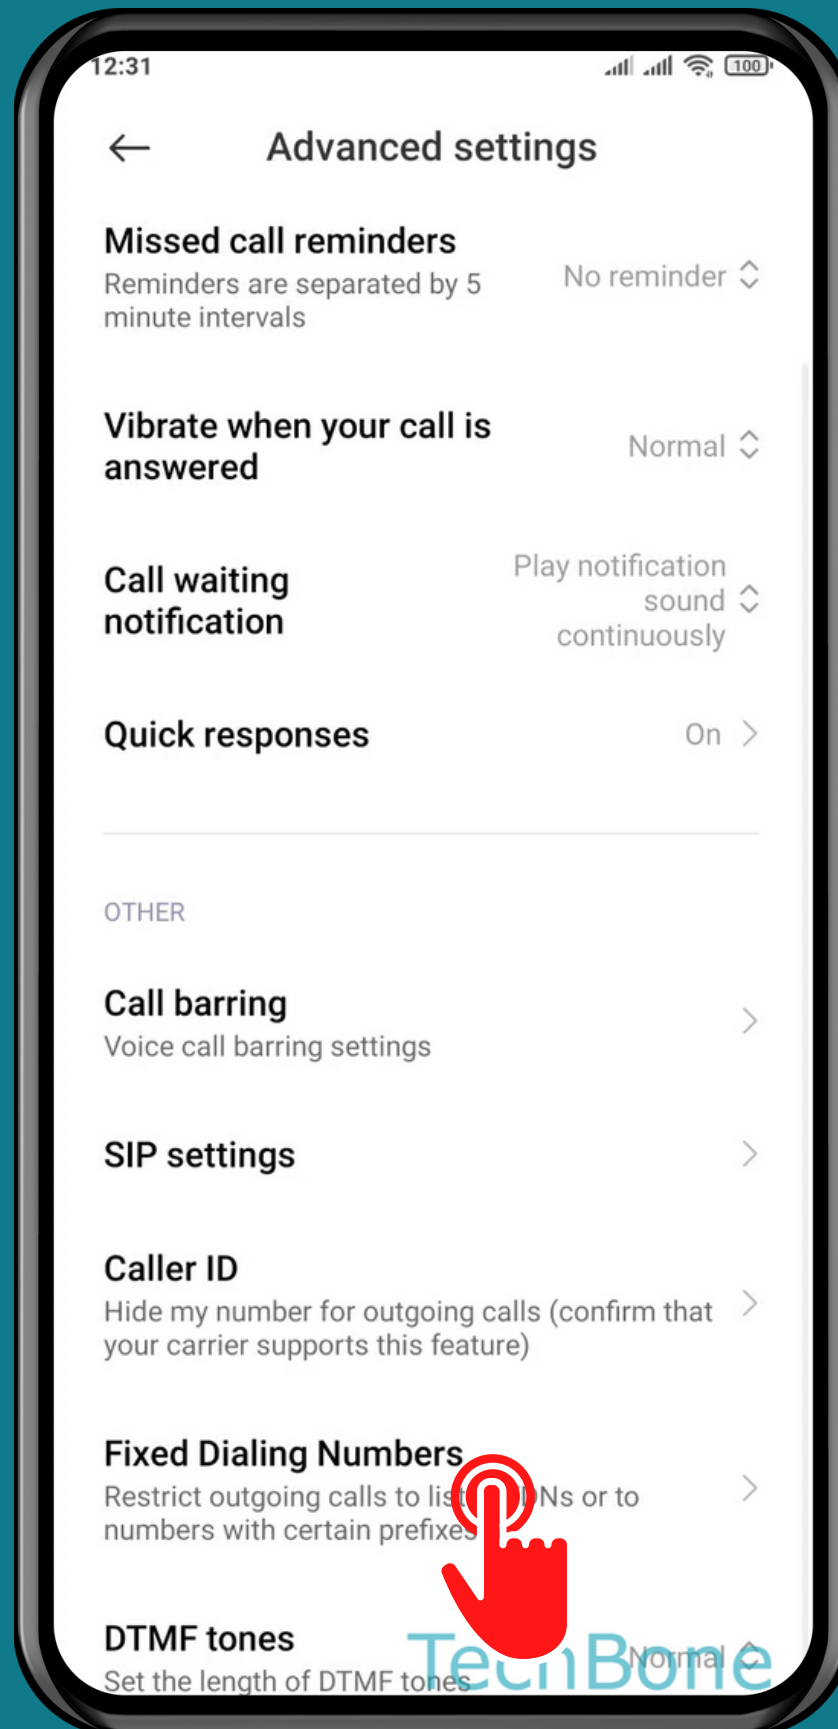 12:31
100
Advanced settings
Missed call reminders
Reminders are separated by 5
minute intervals
No reminder
Vibrate when your call is
answered
Normal
Call waiting
notification
Play notification
sound
continuously
Quick responses
On
OTHER
Call barring
Voice call barring settings
SIP settings
Caller ID
Hide my number for outgoing calls (confirm that
your carrier supports this feature)
Fixed Dialing Numbers
Restrict outgoing calls to or to
numbers with certain prefixes
DTMF tones
Set the length of DTMF tones
Normal
TechBone